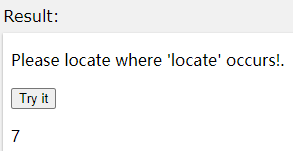 Result:
Please locate where 'locate' occurs!.
Try it
7